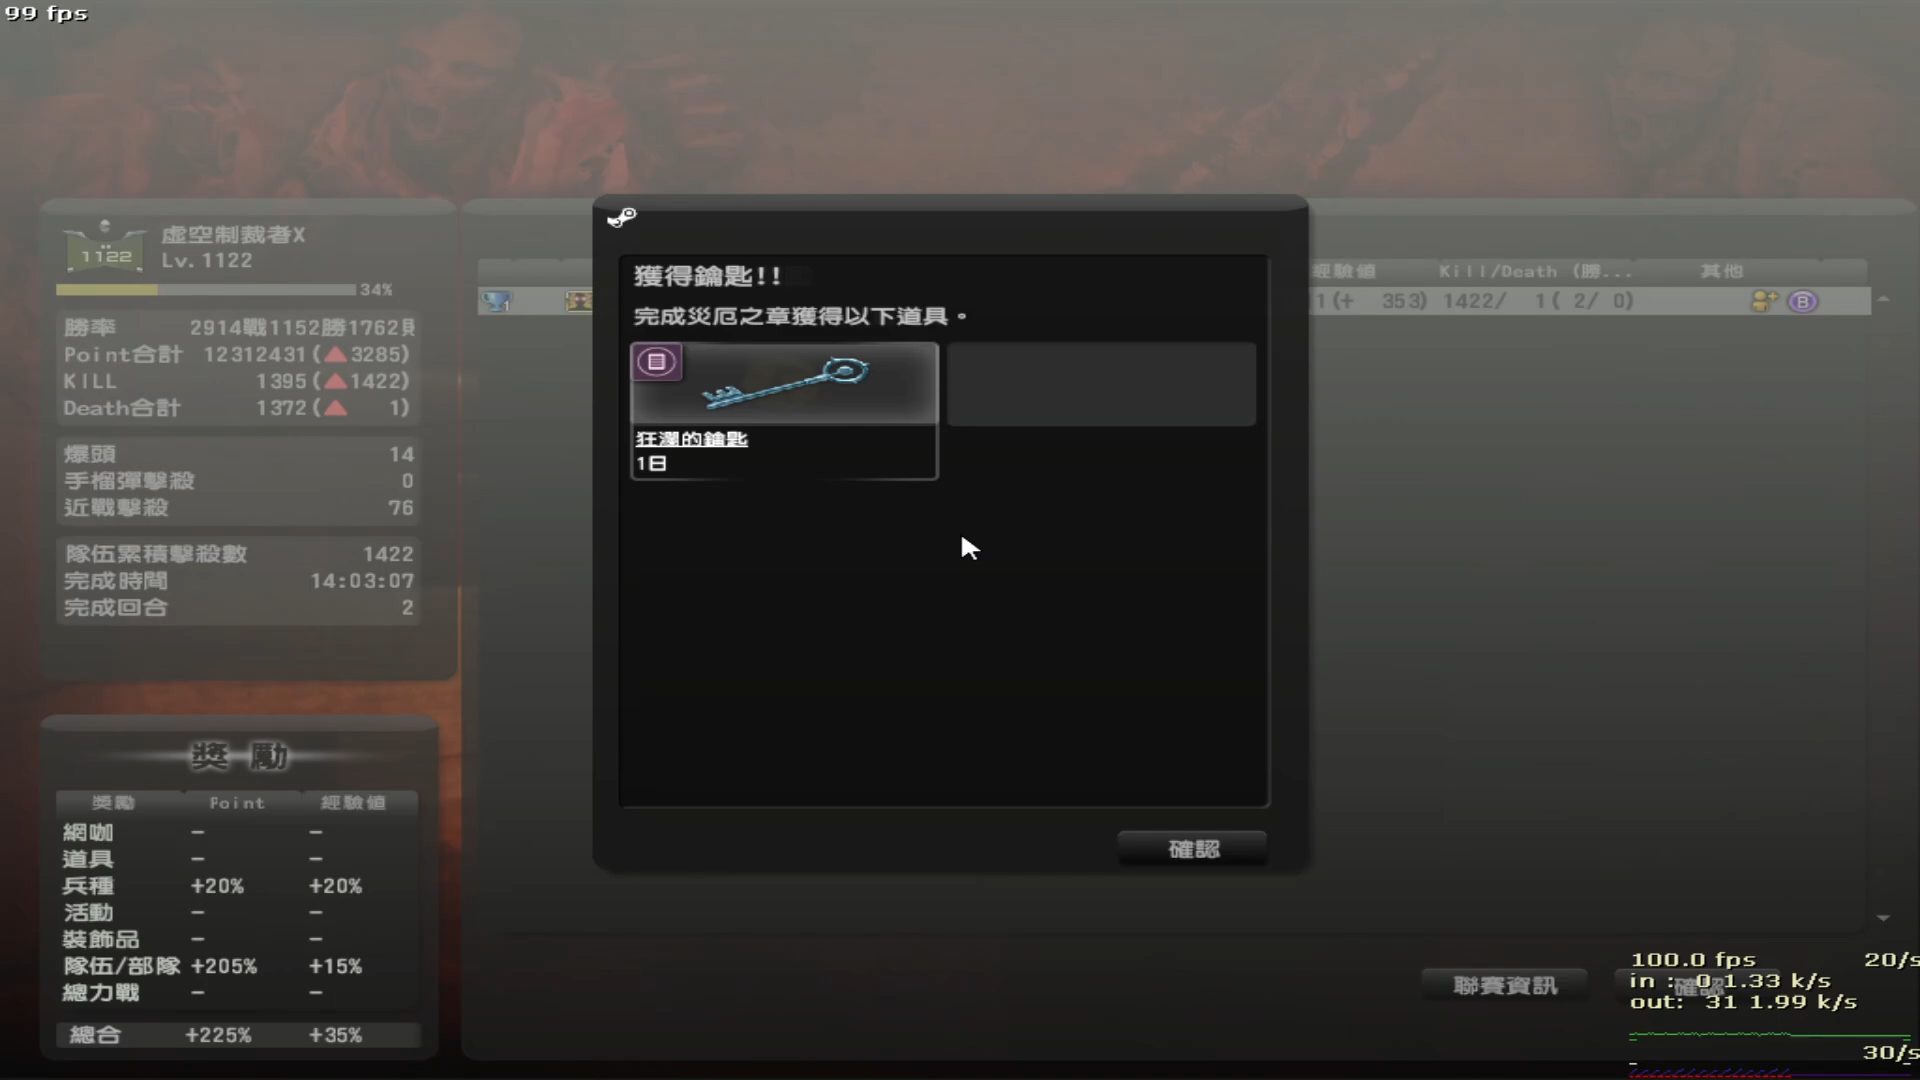 99 fps
1122
虛空制裁者X
Lv.1122
34%
勝率 2914戰1152勝1762
Point合計 12312431(▲3285)
KILL 1395(▲1422)
Death合計 1372(▲ 1)
爆頭 14
手榴彈擊殺 0
近戰擊殺 76
隊伍累積擊殺數 1422
完成時間 14:03:07
完成回合 2
獎勵
獎勵 Point 經驗值
網咖 - -
道具 - -
兵種 +20% +20%
活動 - -
裝飾品 - -
隊伍/部隊 +205% +15%
總力戰 - -
總合 +225% +35%
獲得鑰匙!!
完成災厄之章獲得以下道具。
狂瀾的鑰匙
1日
確認
經驗值 Kill/Death (勝... 其他
1 1(+ 353) 1422/ 1( 2/ 0) B
聯賽資訊
確認
100.0 fps 20/s
in : 0 1.33 k/s
out: 31 1.99 k/s
30/s